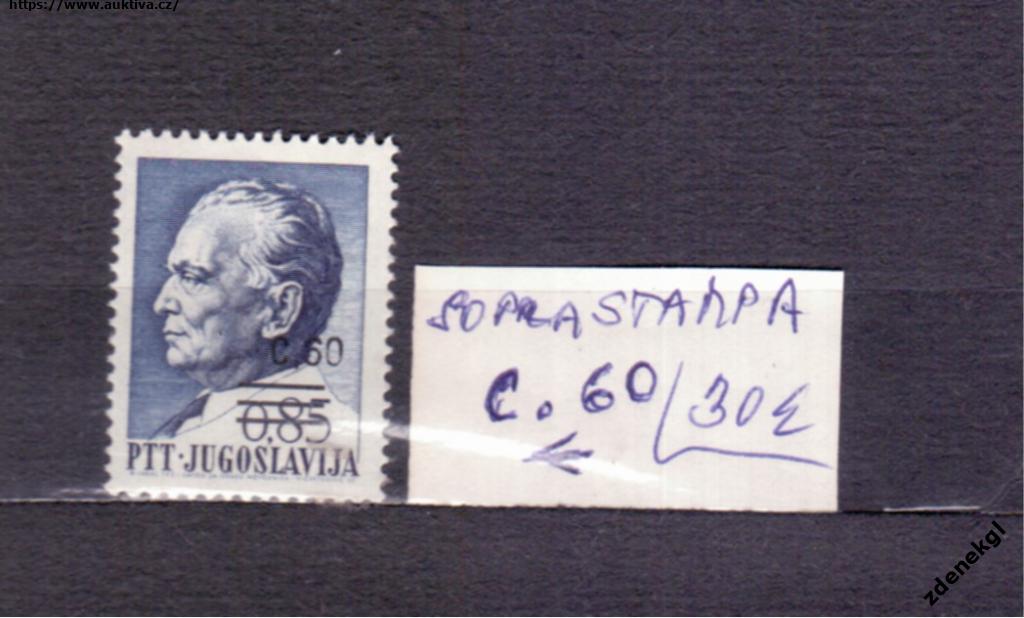 https://www.auktiva.cz/
C.60
0,85
PTT·JUGOSLAVIJA
SOPRASTAMPA
C. 60 30€
zdenekgl